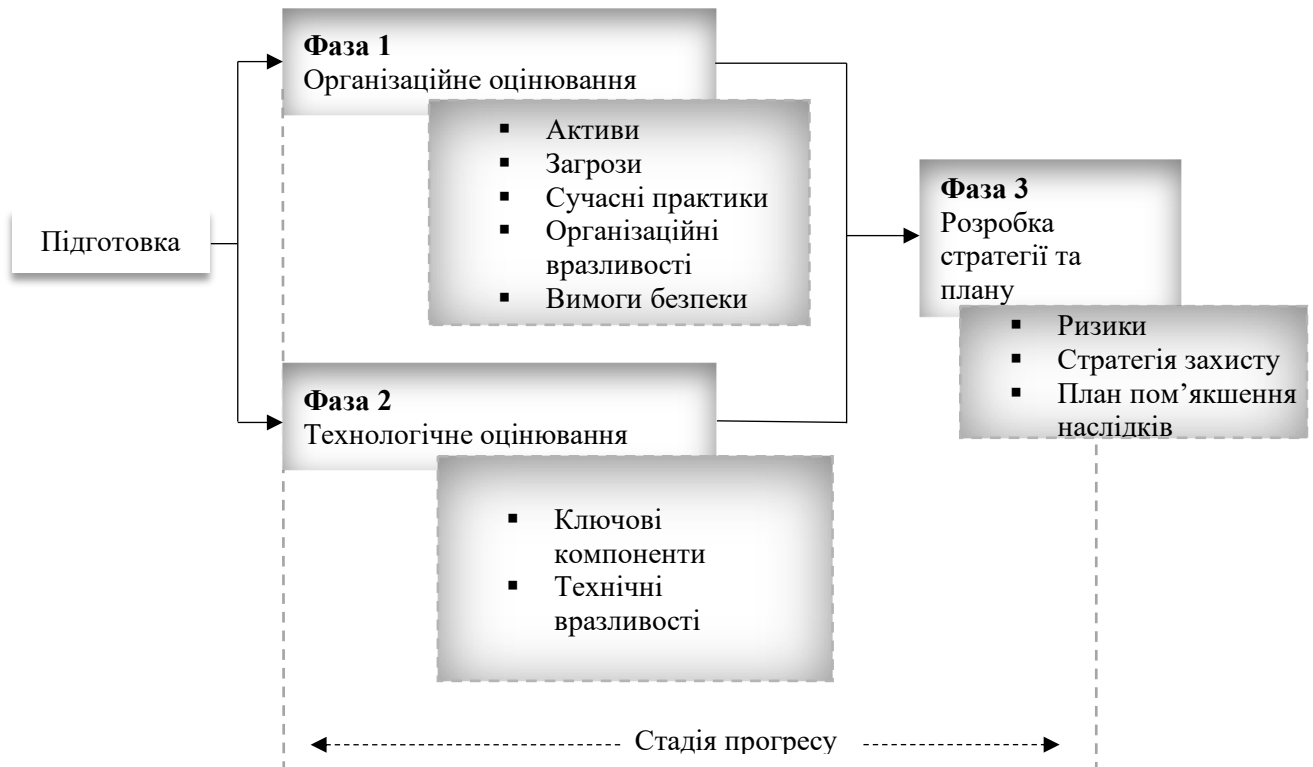 Підготовка
Фаза 1
Організаційне оцінювання
▪ Активи
▪ Загрози
▪ Сучасні практики
▪ Організаційні
вразливості
▪ Вимоги безпеки
Фаза 2
Технологічне оцінювання
▪ Ключові
компоненти
▪ Технічні
вразливості
Фаза 3
Розробка
стратегії та
плану
▪ Ризики
▪ Стратегія захисту
▪ План пом’якшення
наслідків
Стадія прогресу